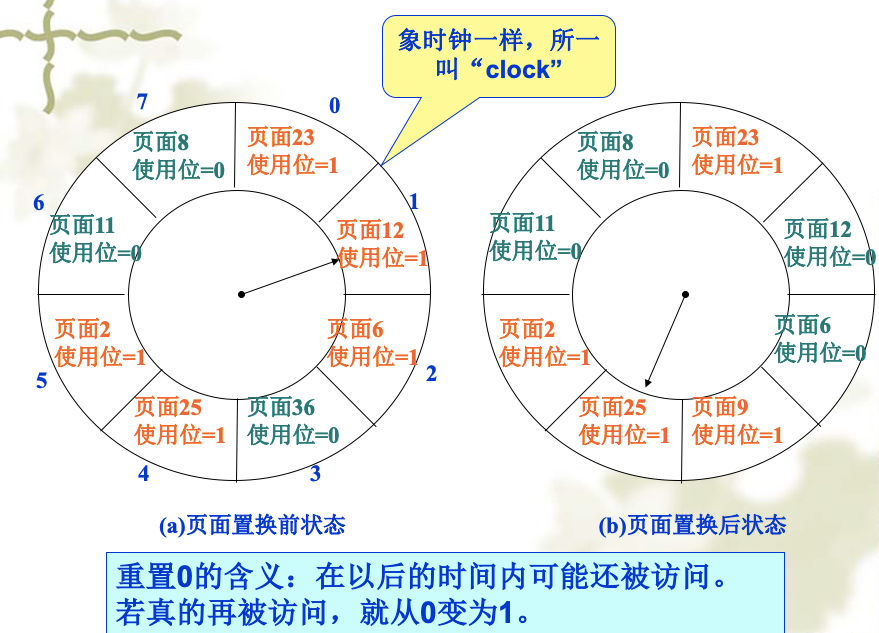 象时钟一样，所一
叫“clock”
7
0
页面8
使用位=0
页面23
使用位=1
6
1
页面11
使用位=0
页面12
使用位=1
页面2
使用位=1
页面6
使用位=1
5
2
页面25
使用位=1
页面36
使用位=0
4
3
(a)页面置换前状态
页面8
使用位=0
页面23
使用位=1
页面11
使用位=0
页面12
使用位=0
页面2
使用位=1
页面6
使用位=0
页面25
使用位=1
页面9
使用位=1
(b)页面置换后状态
重置0的含义：在以后的时间内可能还被访问。
若真的再被访问，就从0变为1。